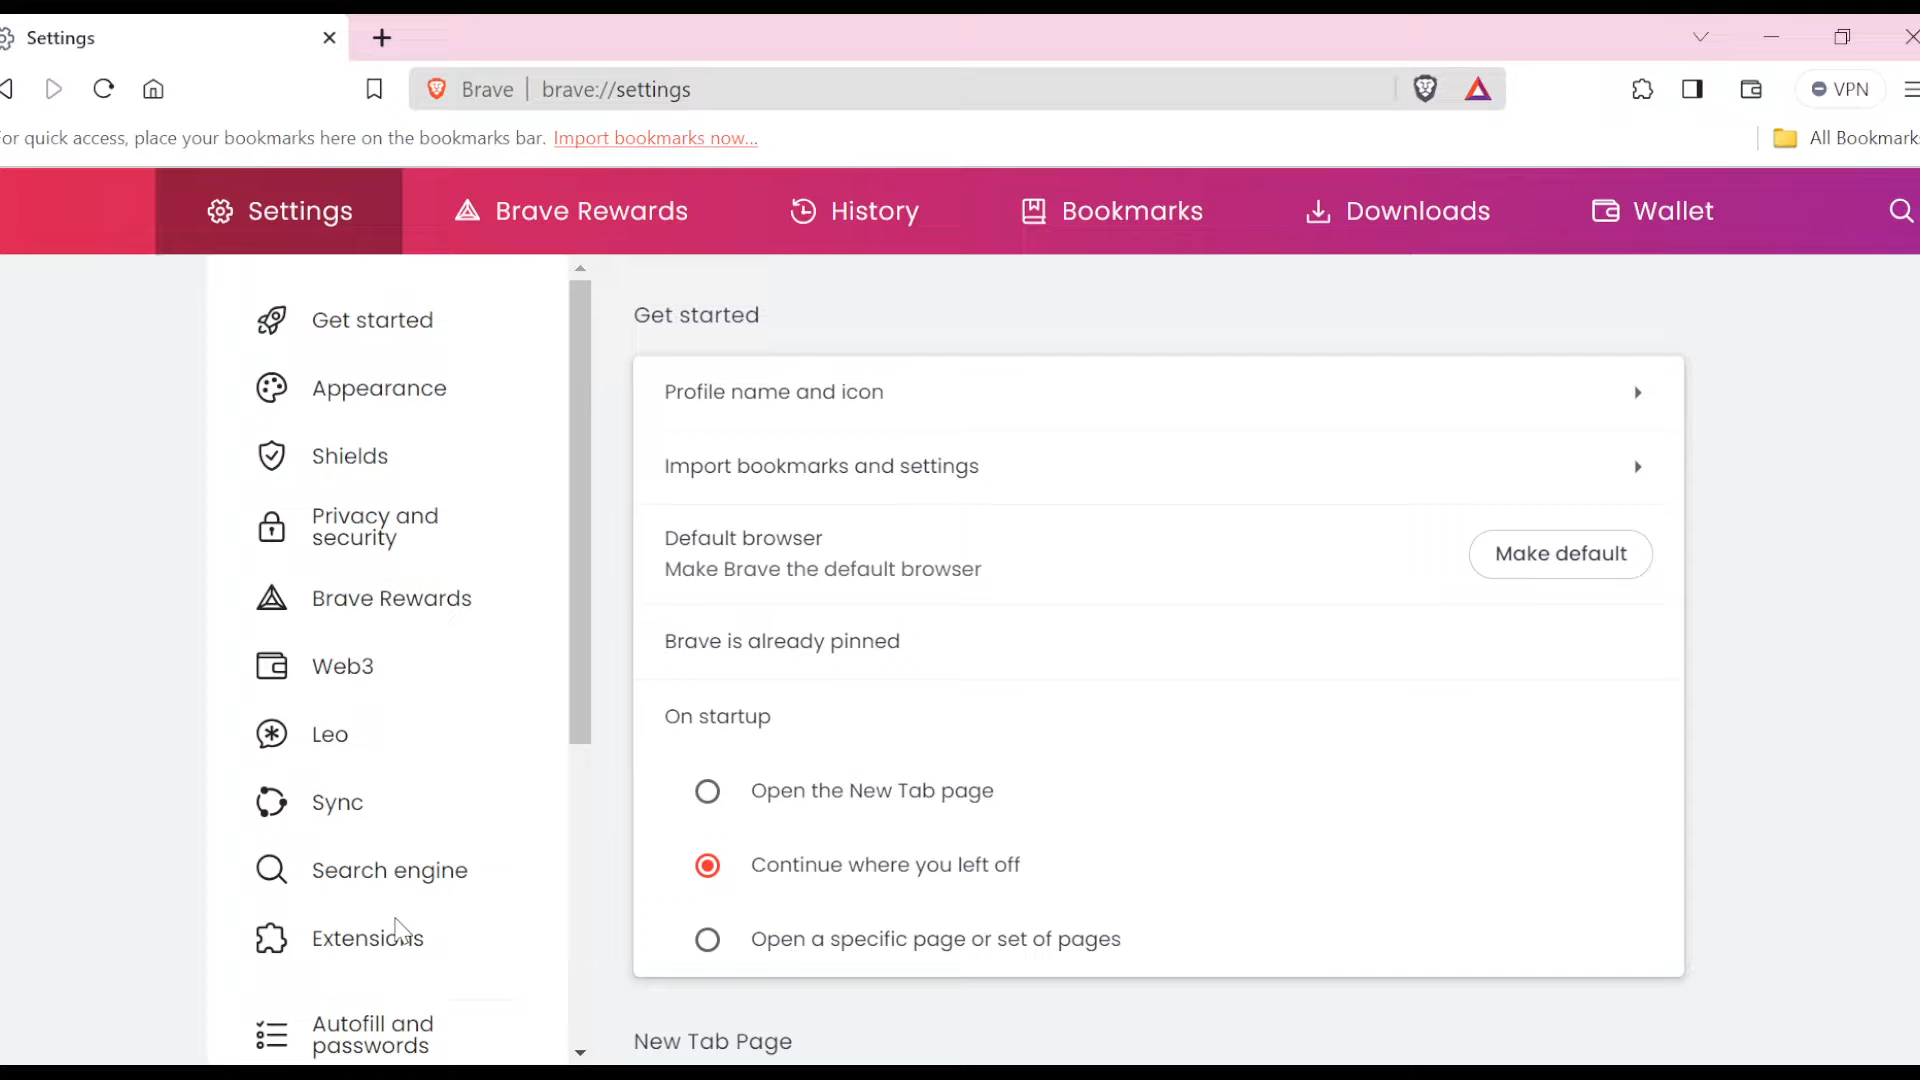 Settings
Brave | brave://settings
VPN
or quick access, place your bookmarks here on the bookmarks bar. Import bookmarks now...
All Bookmarks
Settings
Brave Rewards
History
Bookmarks
Downloads
Wallet
Get started
Appearance
Shields
Privacy and
security
Brave Rewards
Web3
Leo
Sync
Search engine
Extensions
Autofill and
passwords
Get started
Profile name and icon
Import bookmarks and settings
Default browser
Make Brave the default browser
Make default
Brave is already pinned
On startup
Open the New Tab page
Continue where you left off
Open a specific page or set of pages
New Tab Page